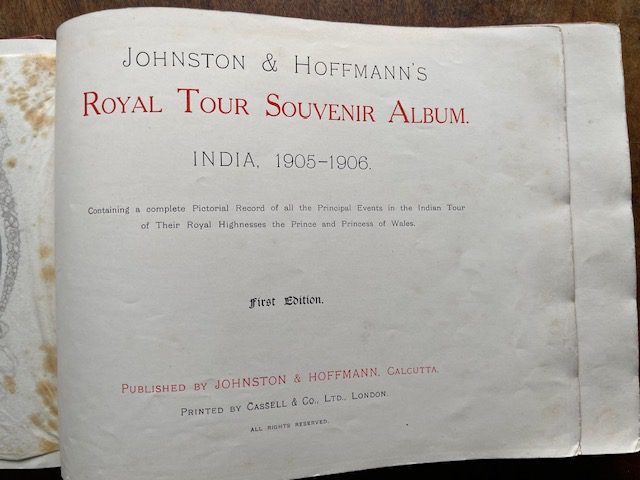 JOHNSTON & HOFFMANN'S
ROYAL TOUR SOUVENIR ALBUM.
INDIA, 1905-1906.
Containing a complete Pictorial Record of all the Principal Events in the Indian Tour
of Their Royal Highnesses the Prince and Princess of Wales.
First Edition.
PUBLISHED BY JOHNSTON & HOFFMANN, CALCUTTA.
PRINTED BY CASSELL & CO., LTD., LONDON.
ALL RIGHTS RESERVED.